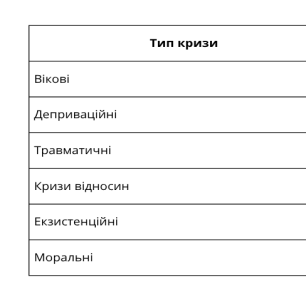 Тип кризи
Вікові
Деприваційні
Травматичні
Кризи відносин
Екзистенційні
Моральні